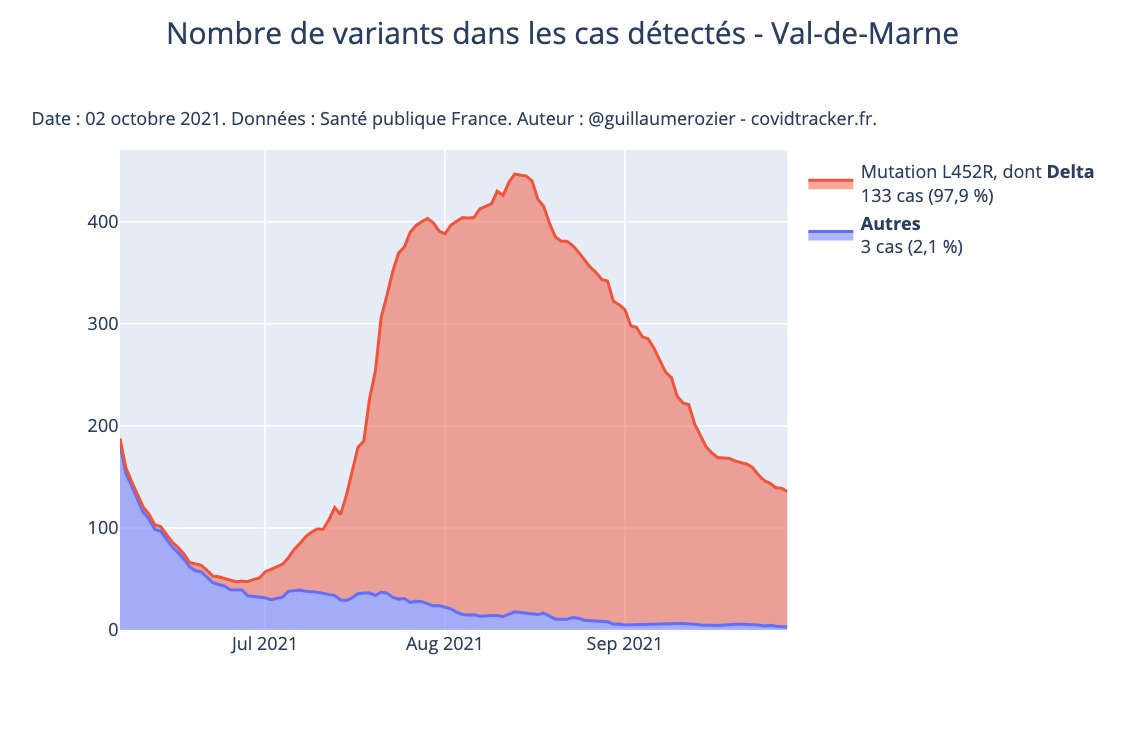 Nombre de variants dans les cas détectés - Val-de-Marne
Date : 02 octobre 2021. Données : Santé publique France. Auteur : @guillaumerozier - covidtracker.fr.
Mutation L452R, dont Delta
133 cas (97,9 %)
Autres
3 cas (2,1 %)
400
300
200
100
0
Jul 2021
Aug 2021
Sep 2021